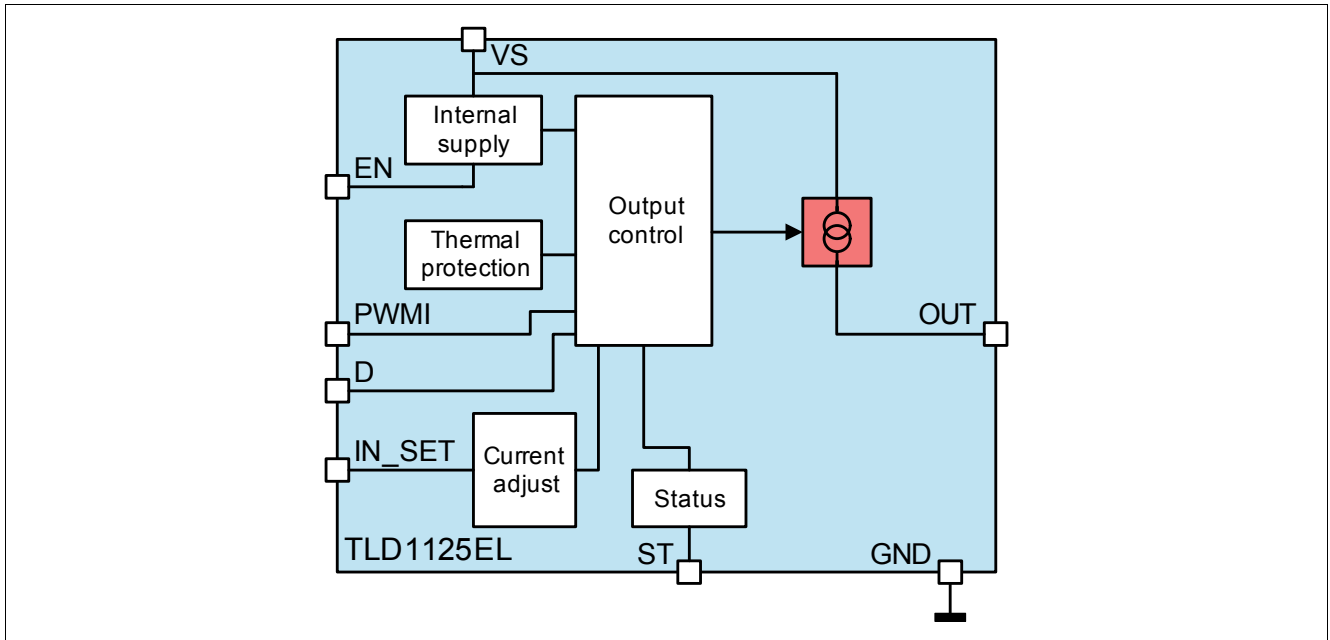 VS
Internal
supply
EN
Output
control
Thermal
protection
PWMI
OUT
D
IN_SET
Current
adjust
Status
TLD1125EL
ST
GND